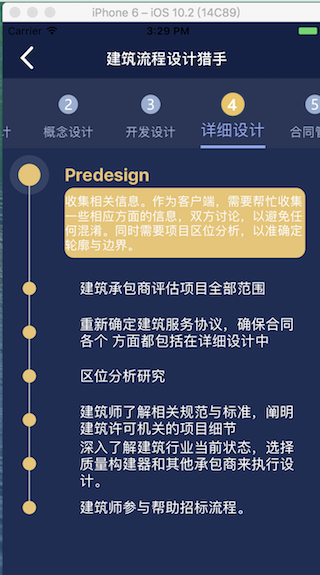 iPhone 6 – iOS 10.2 (14C89)
Carrier 3:29 PM
建筑流程设计猎手
2 3 4 5
计 概念设计 开发设计 详细设计 合同管
Predesign
收集相关信息。作为客户端，需要帮忙收集
一些相应方面的信息，双方讨论，以避免任
何混淆。同时需要项目区位分析，以准确定
轮廓与边界。
建筑承包商评估项目全部范围
重新确定建筑服务协议，确保合同
各个 方面都包括在详细设计中
区位分析研究
建筑师了解相关规范与标准，阐明
建筑许可机关的项目细节
深入了解建筑行业当前状态，选择
质量构建器和其他承包商来执行设
计。
建筑师参与帮助招标流程。